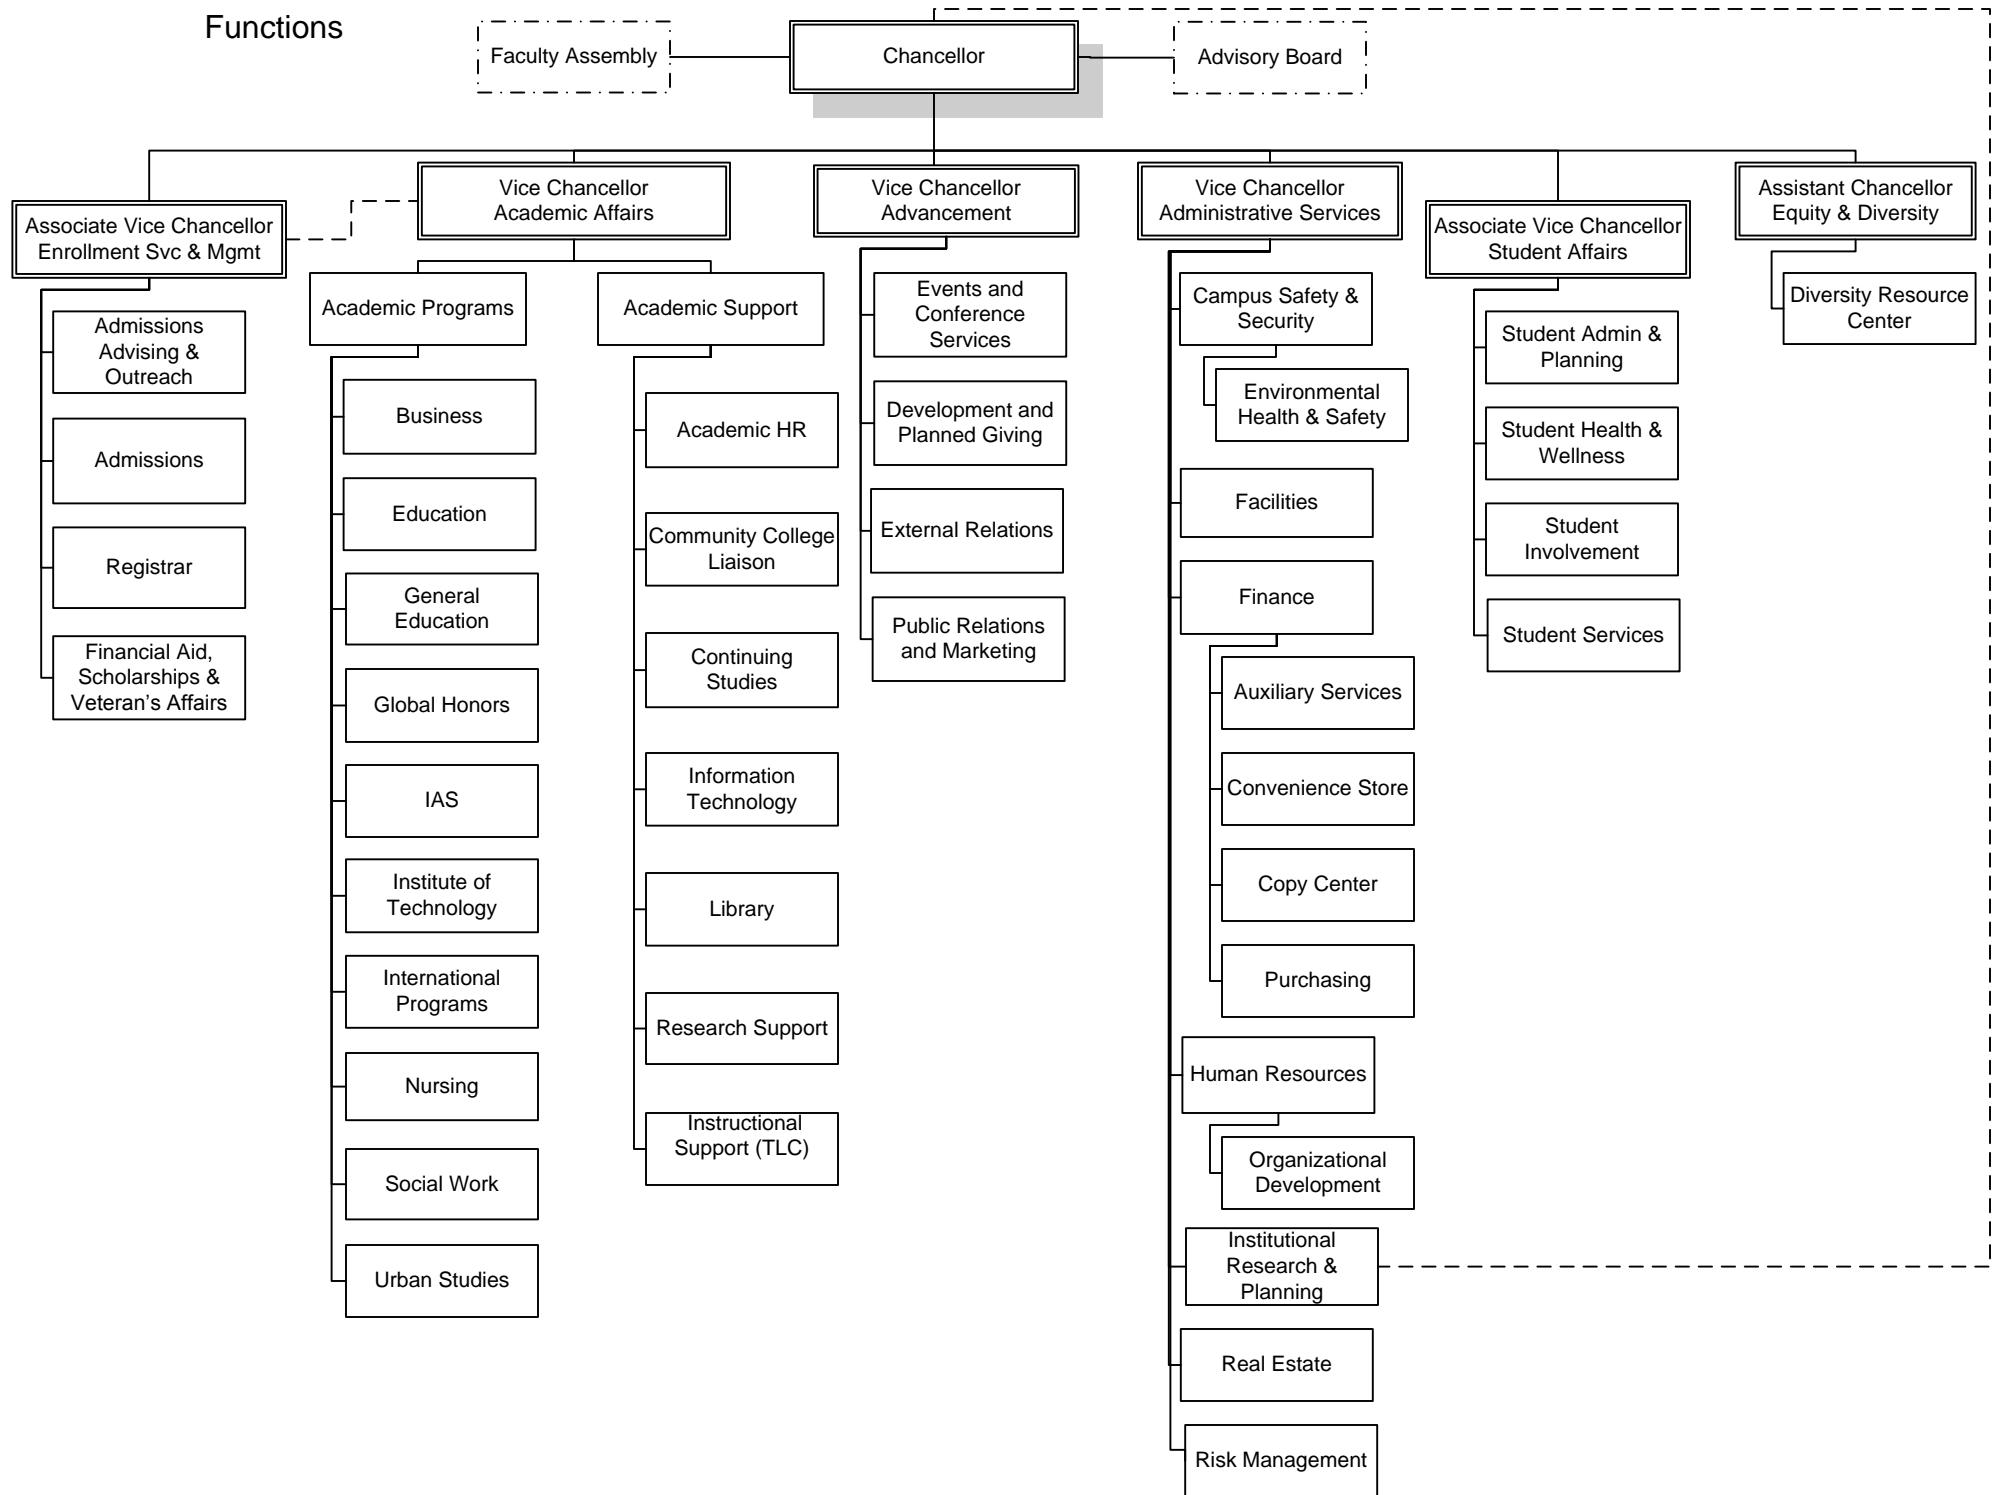 Functions
Faculty Assembly
Chancellor
Advisory Board
Associate Vice Chancellor
Enrollment Svc & Mgmt
Vice Chancellor
Academic Affairs
Vice Chancellor
Advancement
Vice Chancellor
Administrative Services
Associate Vice Chancellor
Student Affairs
Assistant Chancellor
Equity & Diversity
Admissions
Advising &
Outreach
Admissions
Registrar
Financial Aid,
Scholarships &
Veteran’s Affairs
Academic Programs
Business
Education
General
Education
Global Honors
IAS
Institute of
Technology
International
Programs
Nursing
Social Work
Urban Studies
Academic Support
Academic HR
Community College
Liaison
Continuing
Studies
Information
Technology
Library
Research Support
Instructional
Support (TLC)
Events and
Conference
Services
Development and
Planned Giving
External Relations
Public Relations
and Marketing
Campus Safety &
Security
Environmental
Health & Safety
Facilities
Finance
Auxiliary Services
Convenience Store
Copy Center
Purchasing
Human Resources
Organizational
Development
Institutional
Research &
Planning
Real Estate
Risk Management
Student Admin &
Planning
Student Health &
Wellness
Student
Involvement
Student Services
Diversity Resource
Center